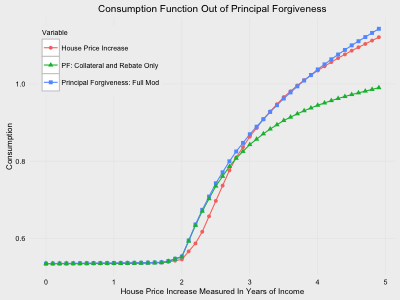 Consumption Function Out of Principal Forgiveness
Variable
House Price Increase
PF: Collateral and Rebate Only
Principal Forgiveness: Full Mod
Consumption
1.0
0.8
0.6
0 1 2 3 4 5
House Price Increase Measured In Years of Income